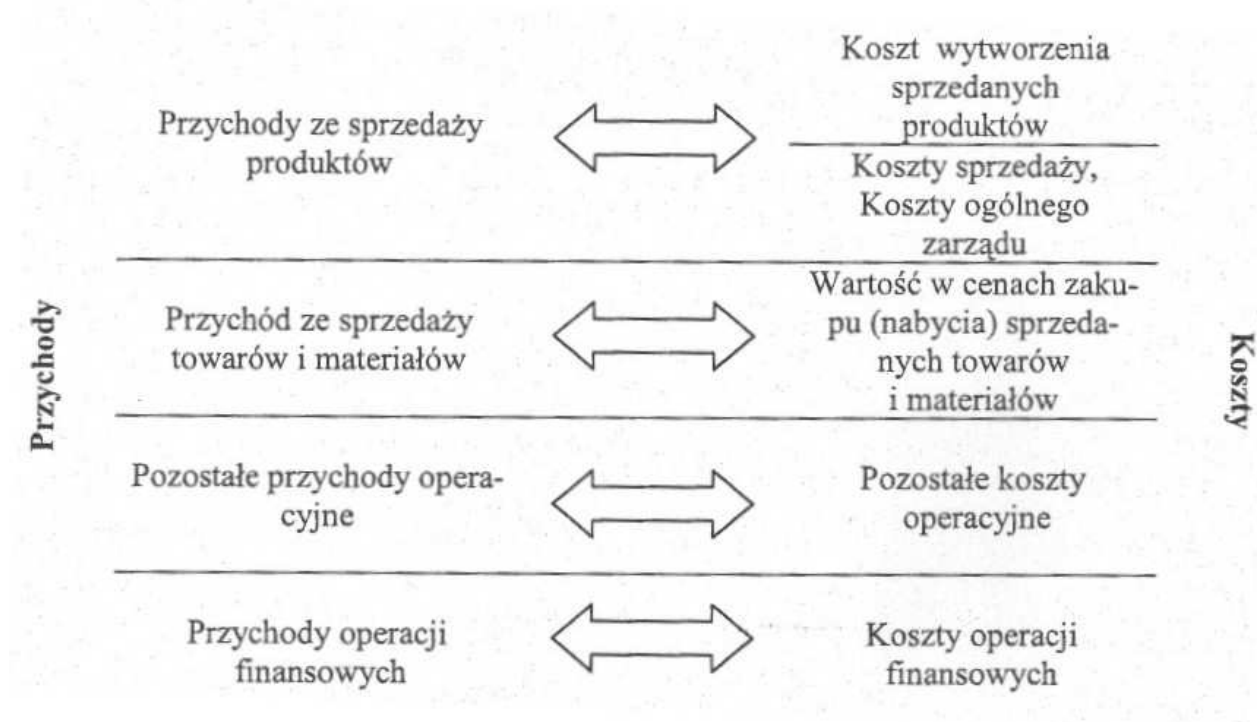 Przychody
Przychody ze sprzedaży
produktów
Koszt wytworzenia
sprzedanych
produktów
Koszty sprzedaży,
Koszty ogólnego
zarządu
Przychód ze sprzedaży
towarów i materiałów
Wartość w cenach zaku-
pu (nabycia) sprzeda-
nych towarów
i materiałów
Pozostałe przychody opera-
cyjne
Pozostałe koszty
operacyjne
Przychody operacji
finansowych
Koszty operacji
finansowych
Koszty